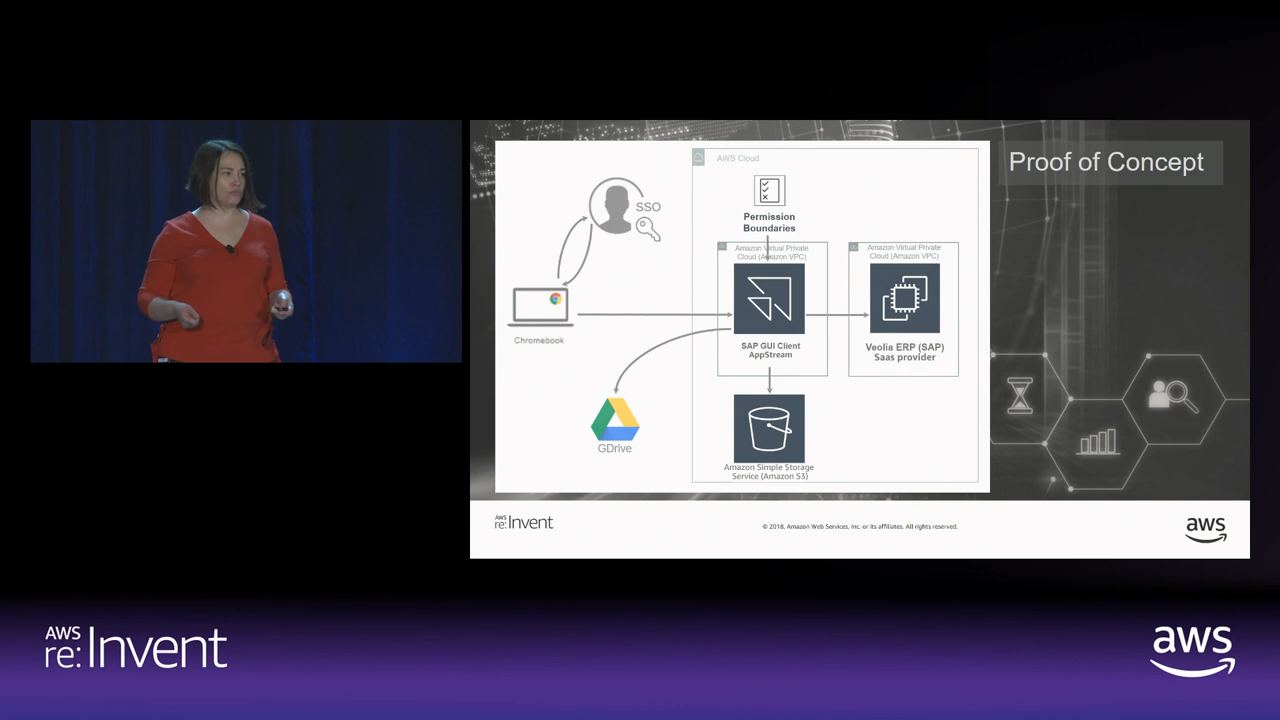 Proof of Concept
AWS Cloud
SSO
Permission
Boundaries
Amazon Virtual Private
Cloud (Amazon VPC)
Amazon Virtual Private
Cloud (Amazon VPC)
Chromebook
SAP GUI Client
AppStream
Veolia ERP (SAP)
Saas provider
GDrive
Amazon Simple Storage
Service (Amazon S3)
AWS
re:Invent
© 2018, Amazon Web Services, Inc. or its affiliates. All rights reserved.
aws
AWS
re:Invent
aws